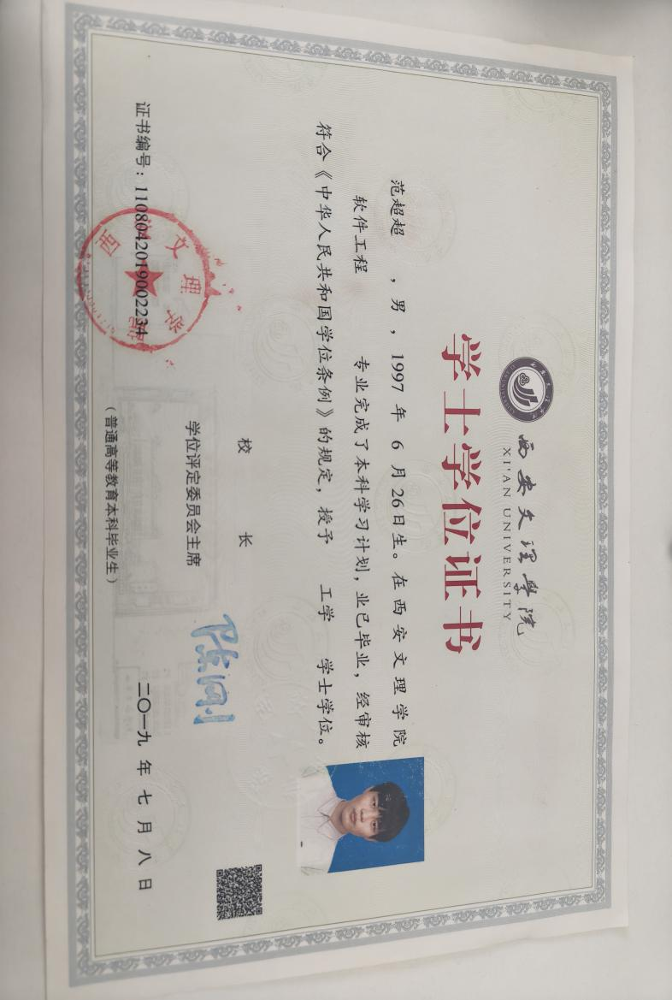 西安文理学院
XI'AN UNIVERSITY
学士学位证书
范超超 ，男，1997 年 6 月 26日生。在西安文理学院
软件工程 专业完成了本科学习计划，业已毕业，经审核
符合《中华人民共和国学位条例》的规定，授予 工学 学士学位。
校 长
学位评定委员会主席
证书编号：1108042019002234
二〇一九 年 七 月 八 日
（普通高等教育本科毕业生）
西安文理学院